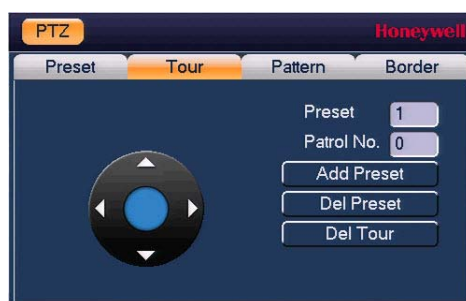 PTZ
Honeywell
Preset Tour Pattern Border
Preset 1
Patrol No. 0
Add Preset
Del Preset
Del Tour